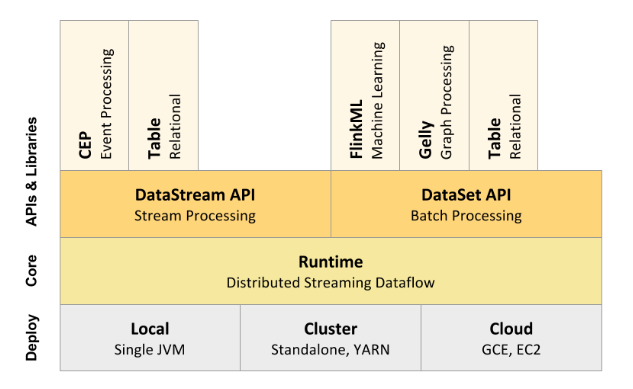 APIs & Libraries
CEP
Event Processing
Table
Relational
FlinkML
Machine Learning
Gelly
Graph Processing
Table
Relational
DataStream API
Stream Processing
DataSet API
Batch Processing
Core
Runtime
Distributed Streaming Dataflow
Deploy
Local
Single JVM
Cluster
Standalone, YARN
Cloud
GCE, EC2